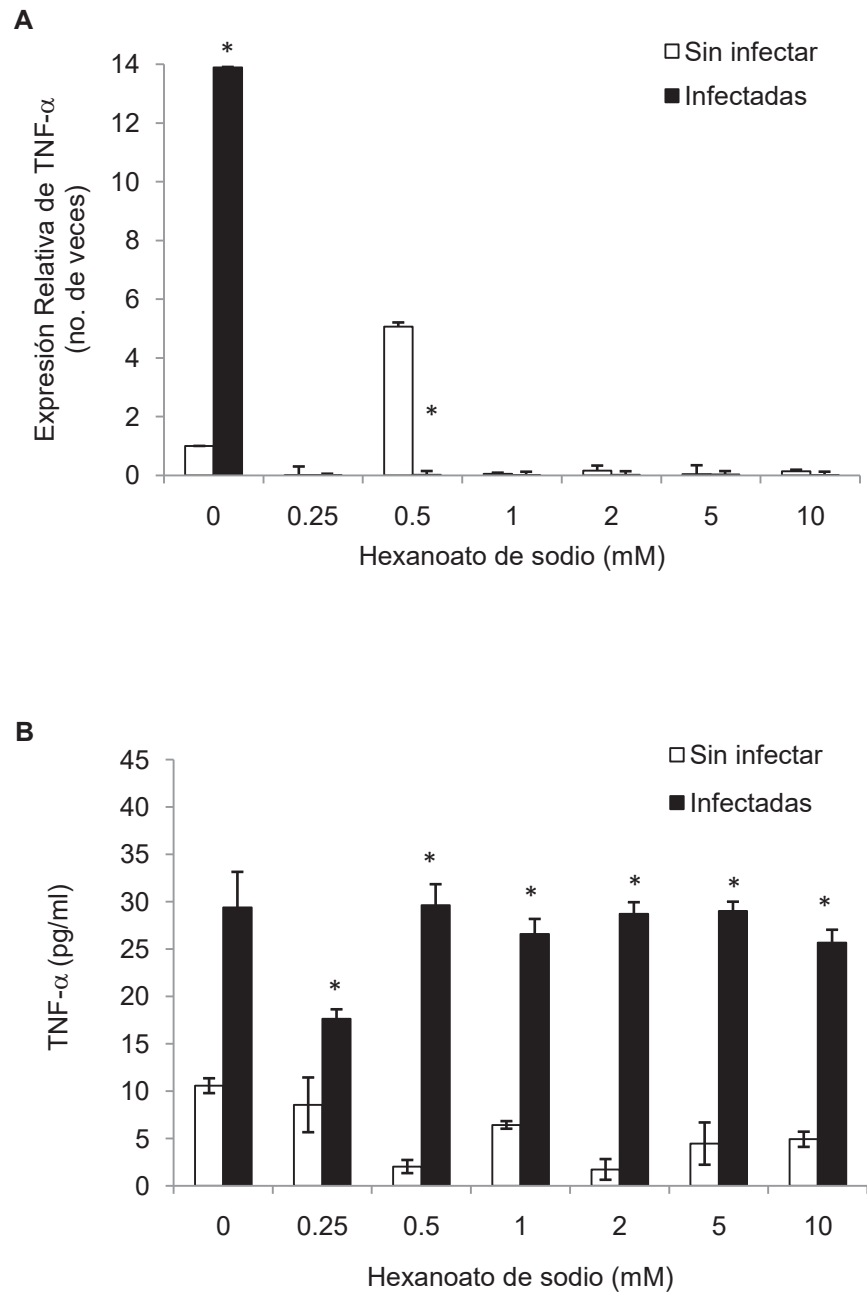 A
Sin infectar
Infectadas
*
14
12
10
8
6
4
2
0
Expresión Relativa de TNF-α
(no. de veces)
*
0 0.25 0.5 1 2 5 10
Hexanoato de sodio (mM)
B
Sin infectar
Infectadas
45
40
35
30
25
20
15
10
5
0
TNF-α (pg/ml)
* * * * * *
0 0.25 0.5 1 2 5 10
Hexanoato de sodio (mM)